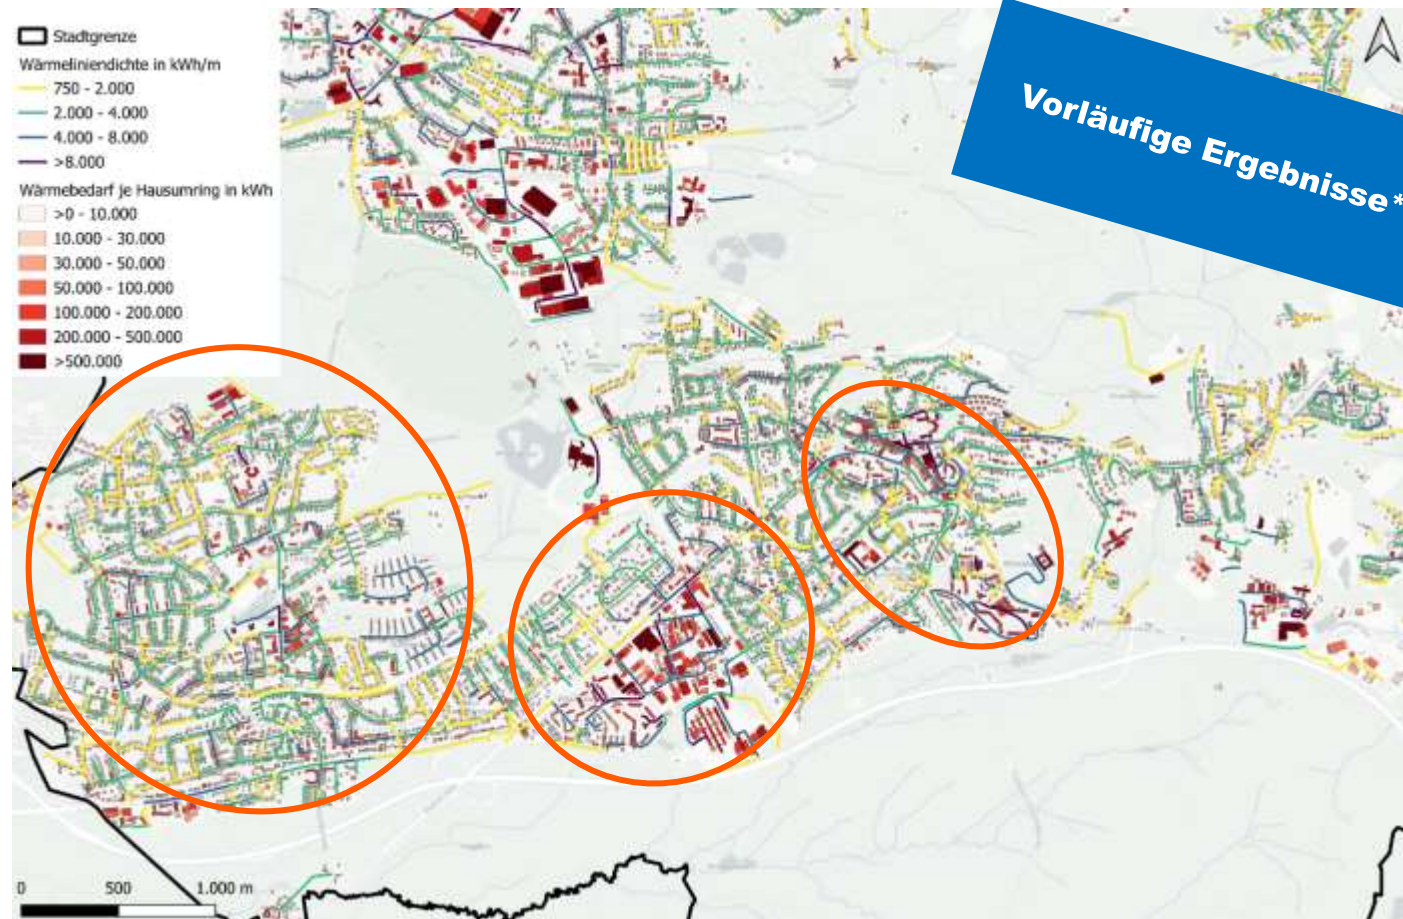 Stadtgrenze
Wärmeliniendichte in kWh/m
750 - 2.000
2.000 - 4.000
4.000 - 8.000
>8.000
Wärmebedarf je Hausumring in kWh
>0 - 10.000
10.000 - 30.000
30.000 - 50.000
50.000 - 100.000
100.000 - 200.000
200.000 - 500.000
>500.000
Vorläufige Ergebnisse*
0 500 1.000 m